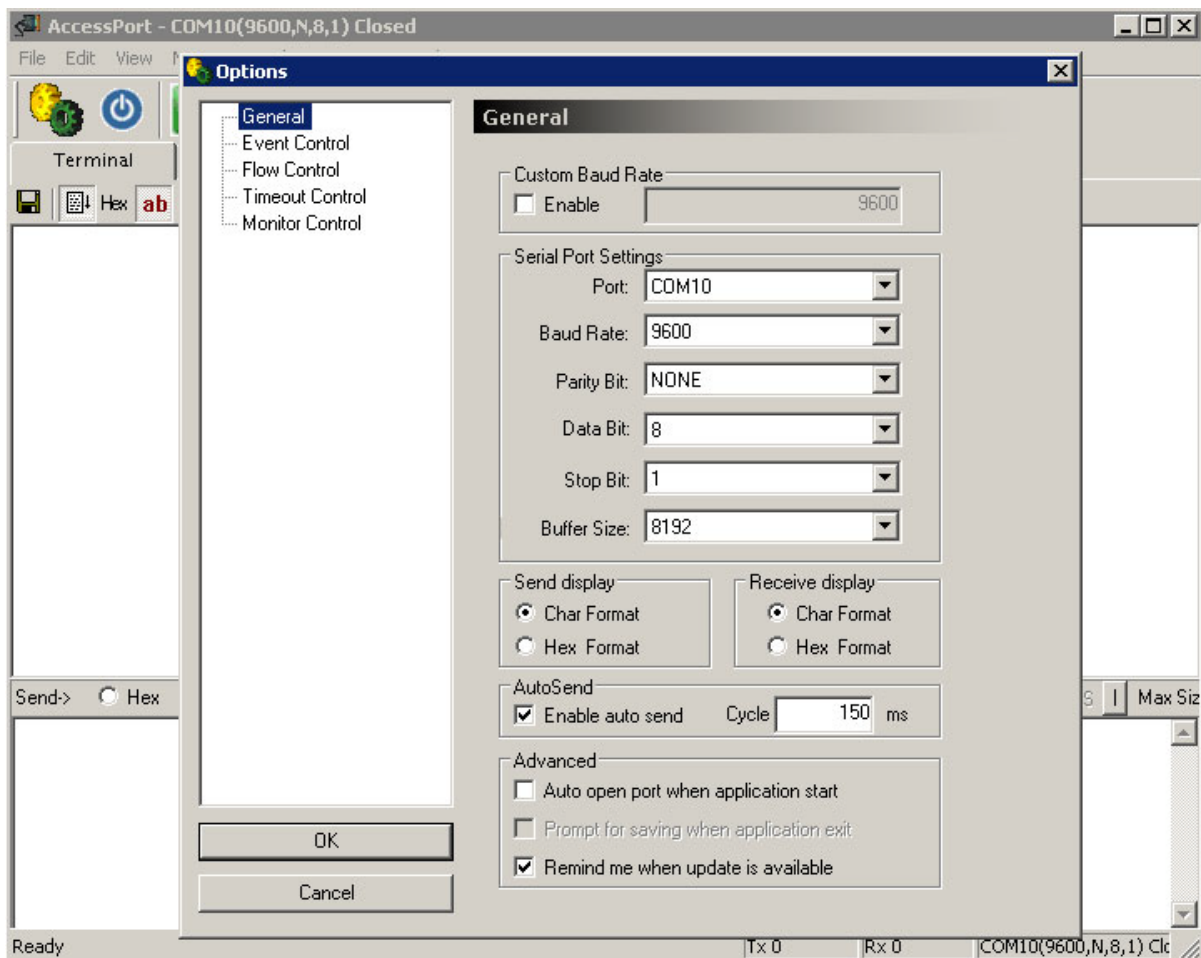 AccessPort - COM10(9600,N,8,1) Closed
File Edit View
Options
General
Event Control
Flow Control
Timeout Control
Monitor Control
OK
Cancel
General
Custom Baud Rate
Enable 9600
Serial Port Settings
Port: COM10
Baud Rate: 9600
Parity Bit: NONE
Data Bit: 8
Stop Bit: 1
Buffer Size: 8192
Send display
Char Format
Hex Format
Receive display
Char Format
Hex Format
AutoSend
Enable auto send Cycle 150 ms
Advanced
Auto open port when application start
Prompt for saving when application exit
Remind me when update is available
Terminal
Hex ab
Send-> Hex
Max Siz
Ready Tx 0 Rx 0 COM10(9600,N,8,1) Clc